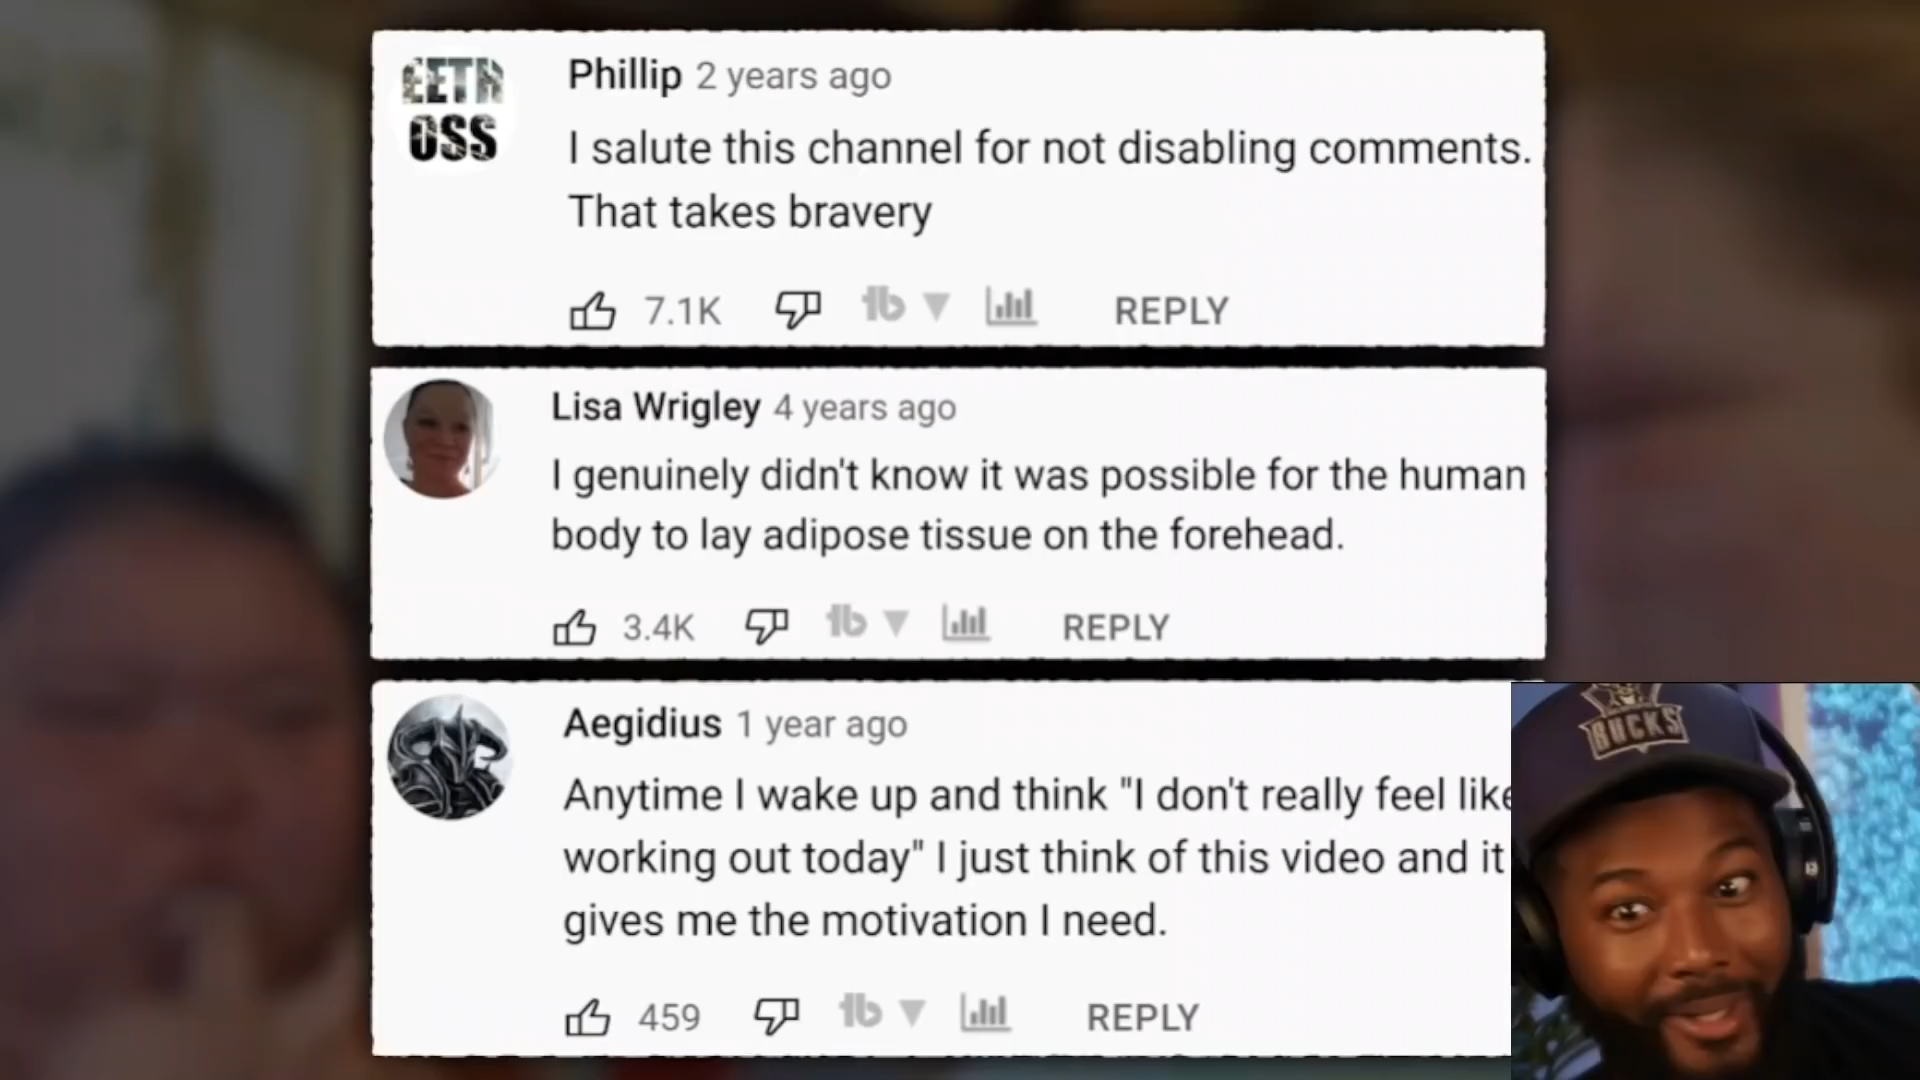 EETH
OSS
Phillip 2 years ago
I salute this channel for not disabling comments.
That takes bravery
7.1K REPLY
Lisa Wrigley 4 years ago
I genuinely didn't know it was possible for the human
body to lay adipose tissue on the forehead.
3.4K REPLY
Aegidius 1 year ago
Anytime I wake up and think "I don't really feel like
working out today" I just think of this video and it
gives me the motivation I need.
459 REPLY
BUCKS